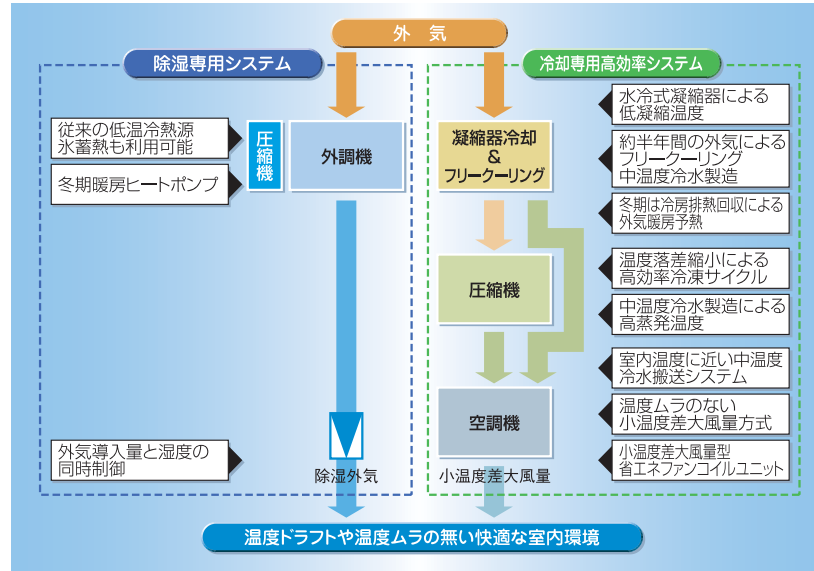 外　気
除湿専用システム
従来の低温冷熱源
氷蓄熱も利用可能
冬期暖房ヒートポンプ
圧縮機
外調機
外気導入量と湿度の
同時制御
除湿外気
冷却専用高効率システム
凝縮器冷却
&
フリークーリング
圧縮機
空調機
小温度差大風量
水冷式凝縮器による
低凝縮温度
約半年間の外気による
フリークーリング
中温度冷水製造
冬期は冷房排熱回収による
外気暖房予熱
温度落差縮小による
高効率冷凍サイクル
中温度冷水製造による
高蒸発温度
室内温度に近い中温度
冷水搬送システム
温度ムラのない
小温度差大風量方式
小温度差大風量型
省エネファンコイルユニット
温度ドラフトや温度ムラの無い快適な室内環境